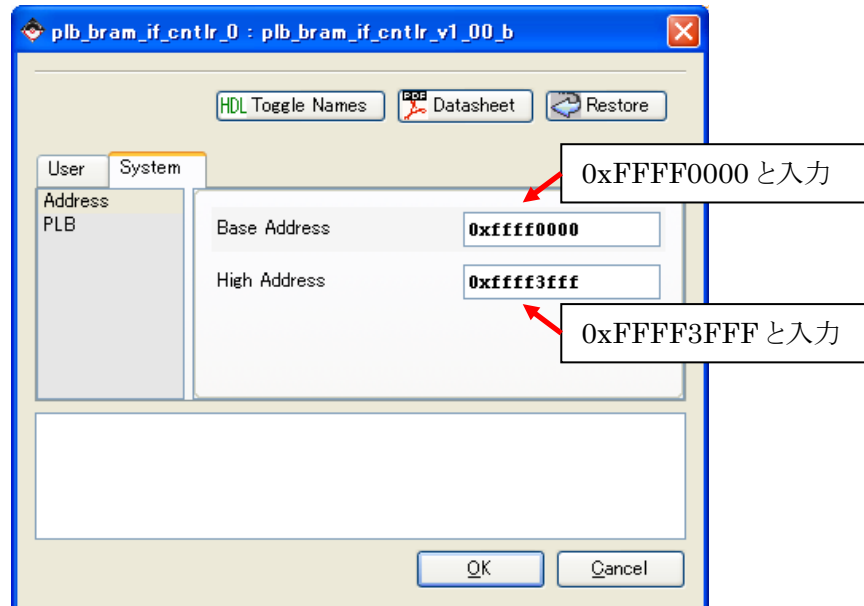 plb_bram_if_cntlr_0 : plb_bram_if_cntlr_v1_00_b
HDL Toggle Names
PDF Datasheet
Restore
User
System
0xFFFF0000 と入力
Address
PLB
Base Address
0xffff0000
High Address
0xffff3fff
0xFFFF3FFF と入力
OK
Cancel